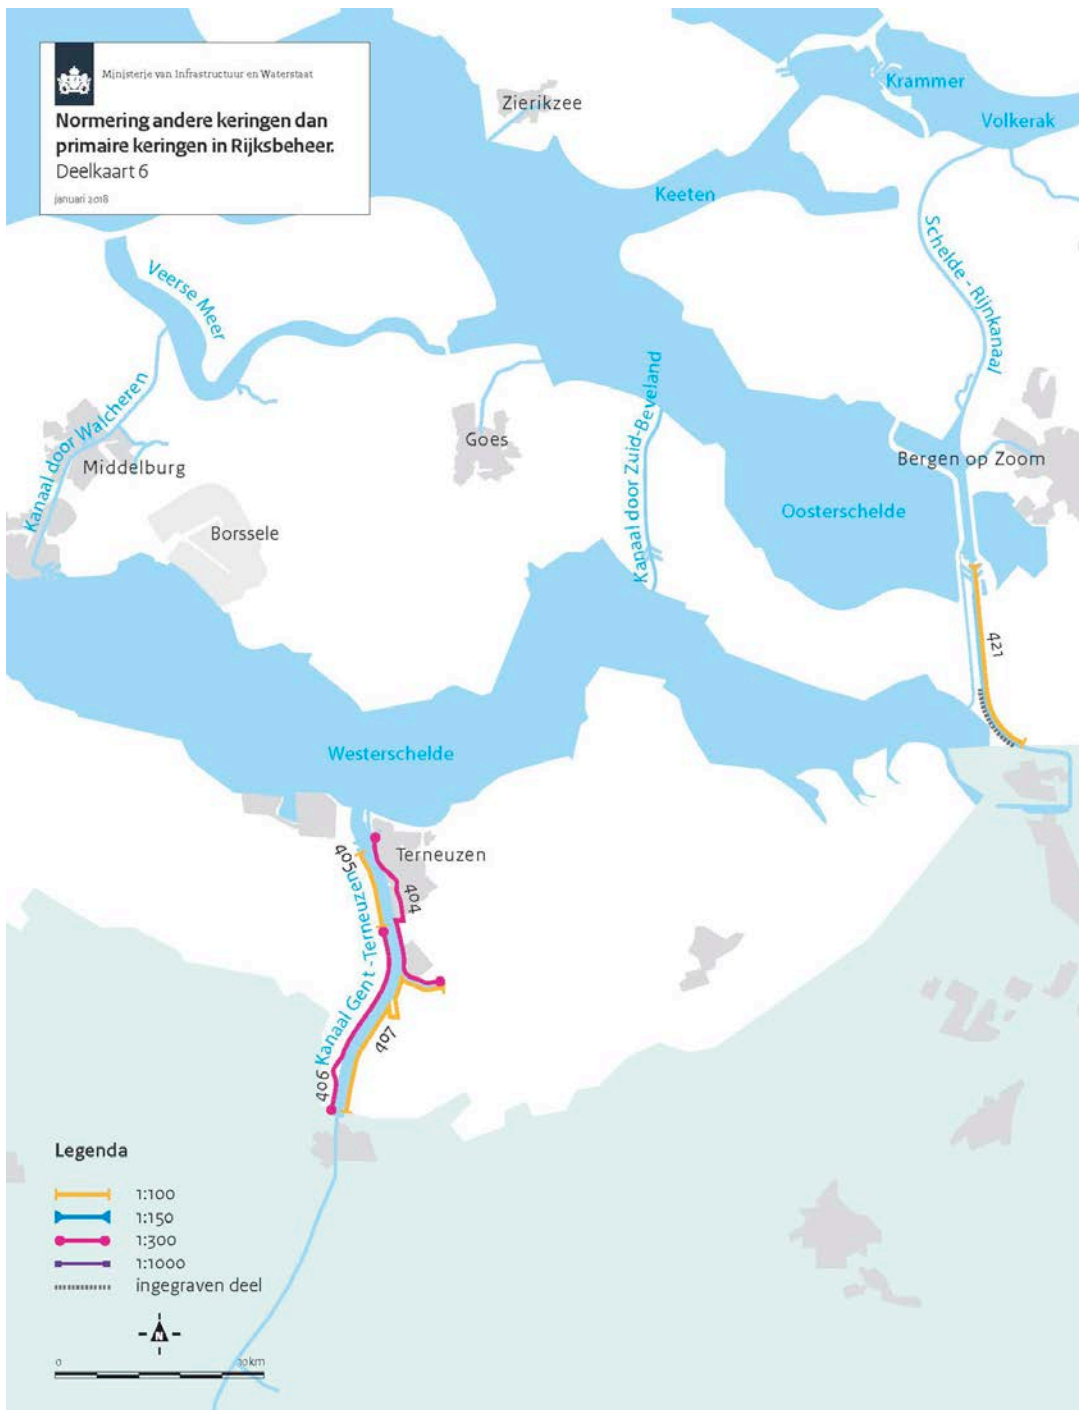 Ministerie van Infrastructuur en Waterstaat
Normering andere keringen dan
primaire keringen in Rijksbeheer.
Deelkaart 6
januari 2018
Zierikzee
Krammer
Volkerak
Keeten
Schelde - Rijnkanaal
Veerse Meer
Kanaal door Walcheren
Middelburg
Goes
Kanaal door Zuid-Beveland
Bergen op Zoom
Oosterschelde
Borssele
421
Westerschelde
405
Terneuzen
404
Kanaal Gent -Terneuzen
407
406
Legenda
1:100
1:150
1:300
1:1000
ingegraven deel
N
0 10km